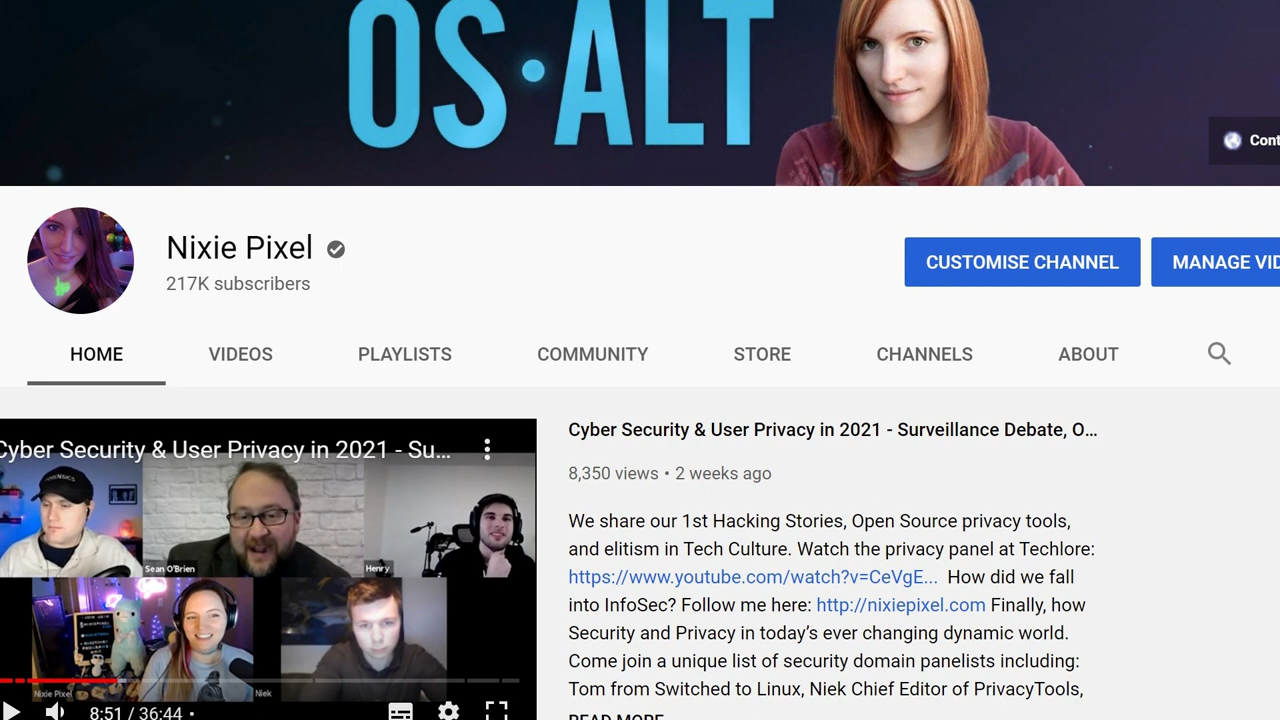 OS·ALT
Cont
Nixie Pixel
217K subscribers
CUSTOMISE CHANNEL
MANAGE VID
HOME
VIDEOS
PLAYLISTS
COMMUNITY
STORE
CHANNELS
ABOUT
Cyber Security & User Privacy in 2021 - Su...
Sean O'Brien
Henry
Nixie Pixel
Niek
8:51 / 36:44 •
Cyber Security & User Privacy in 2021 - Surveillance Debate, O...
8,350 views • 2 weeks ago
We share our 1st Hacking Stories, Open Source privacy tools,
and elitism in Tech Culture. Watch the privacy panel at Techlore:
https://www.youtube.com/watch?v=CeVgE... How did we fall
into InfoSec? Follow me here: http://nixiepixel.com Finally, how
Security and Privacy in today's ever changing dynamic world.
Come join a unique list of security domain panelists including:
Tom from Switched to Linux, Niek Chief Editor of PrivacyTools,
READ MORE